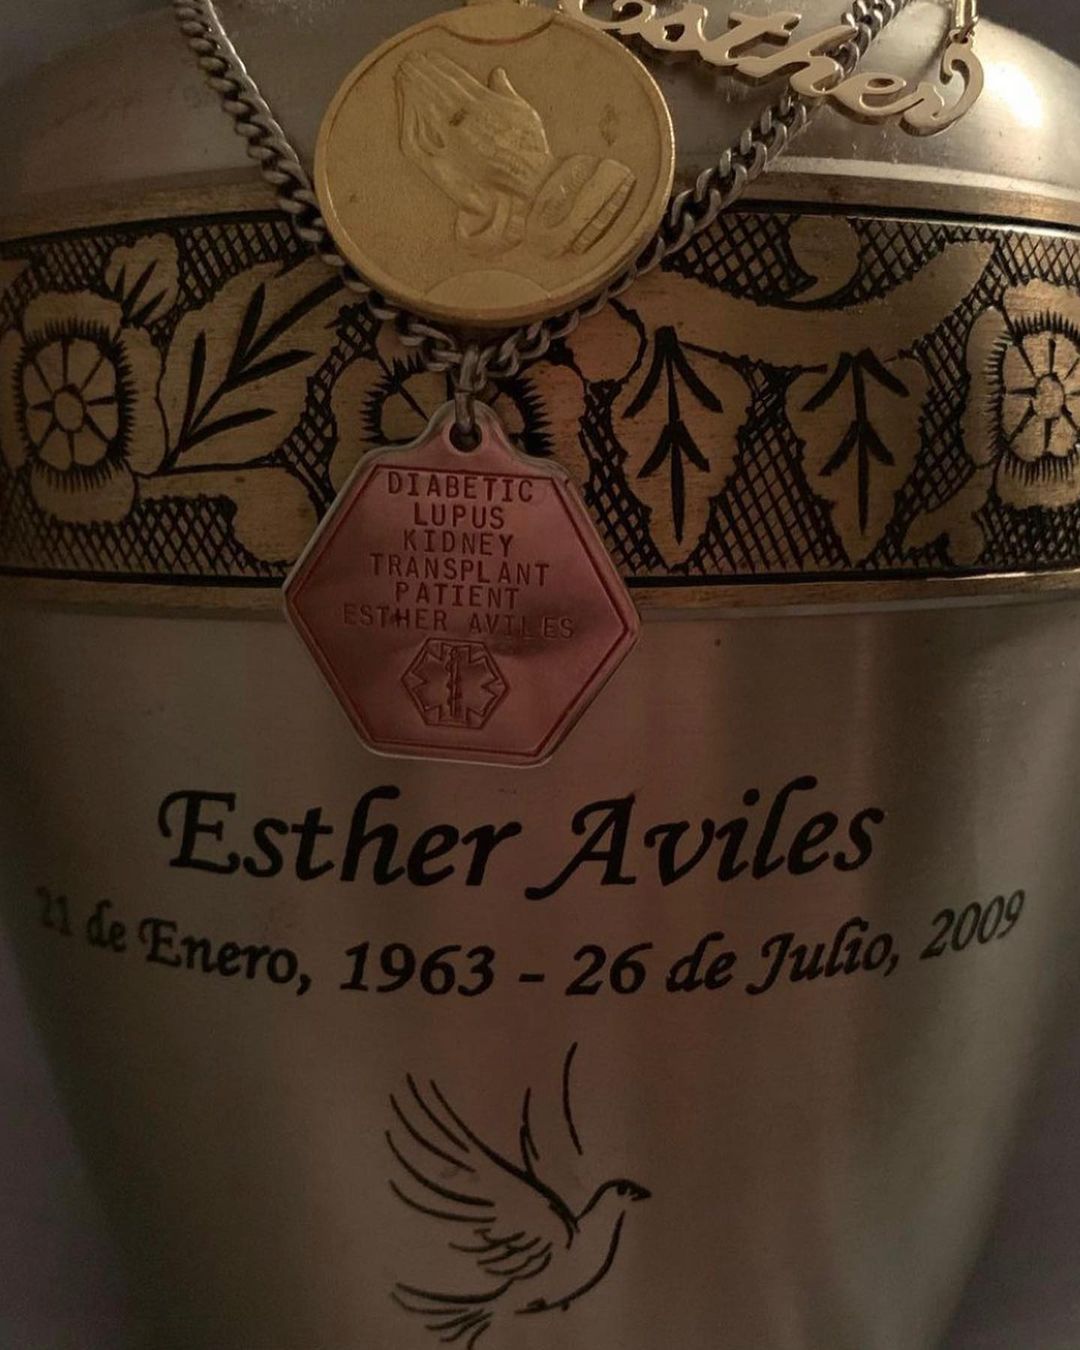 Esther
DIABETIC
LUPUS
KIDNEY
TRANSPLANT
PATIENT
ESTHER AVILES
Esther Aviles
21 de Enero, 1963 - 26 de Julio, 2009